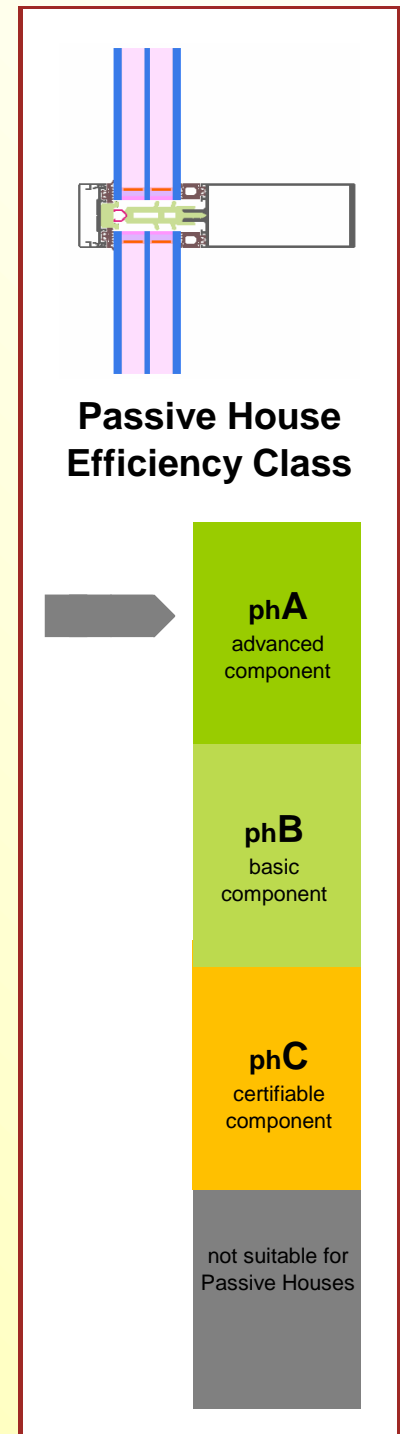 Passive House
Efficiency Class
phA
advanced
component
phB
basic
component
phC
certifiable
component
not suitable for
Passive Houses